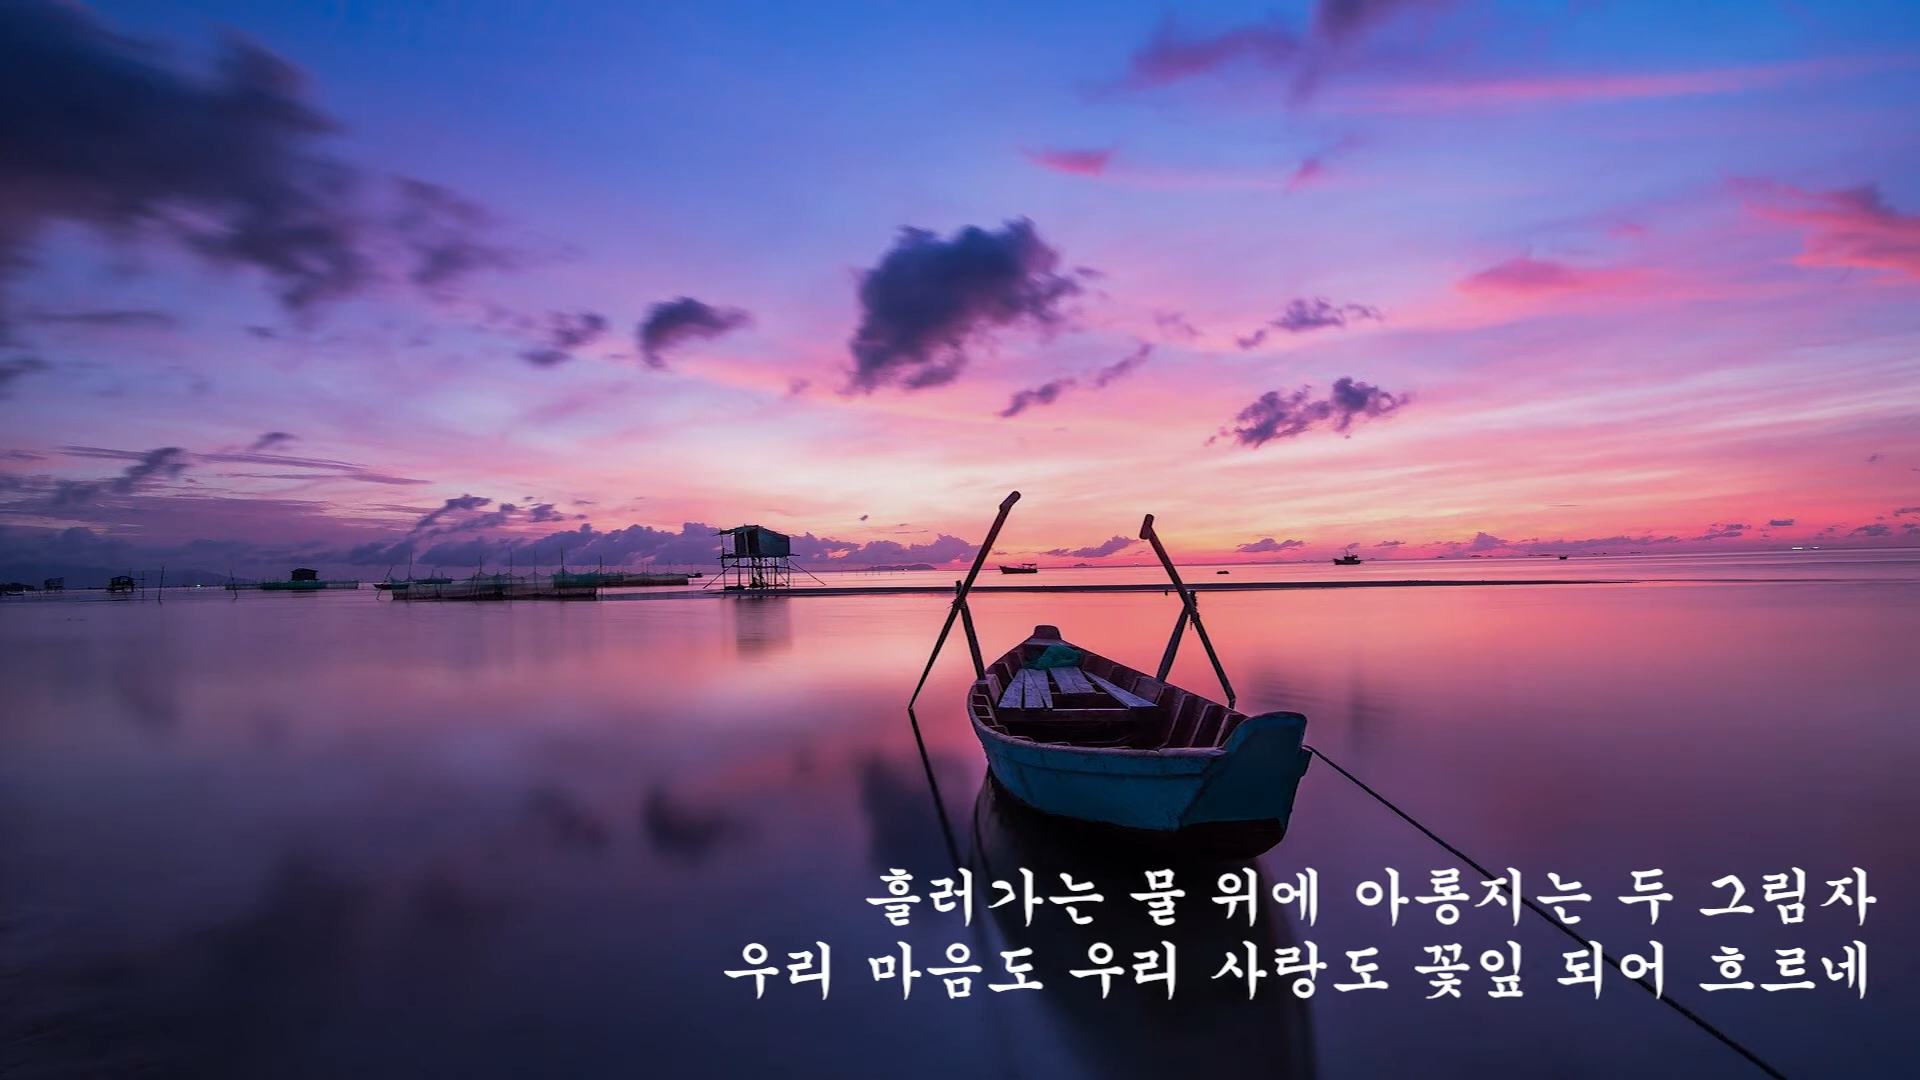 흘러가는 물 위에 아롱지는 두 그림자
우리 마음도 우리 사랑도 꽃잎 되어 흐르네